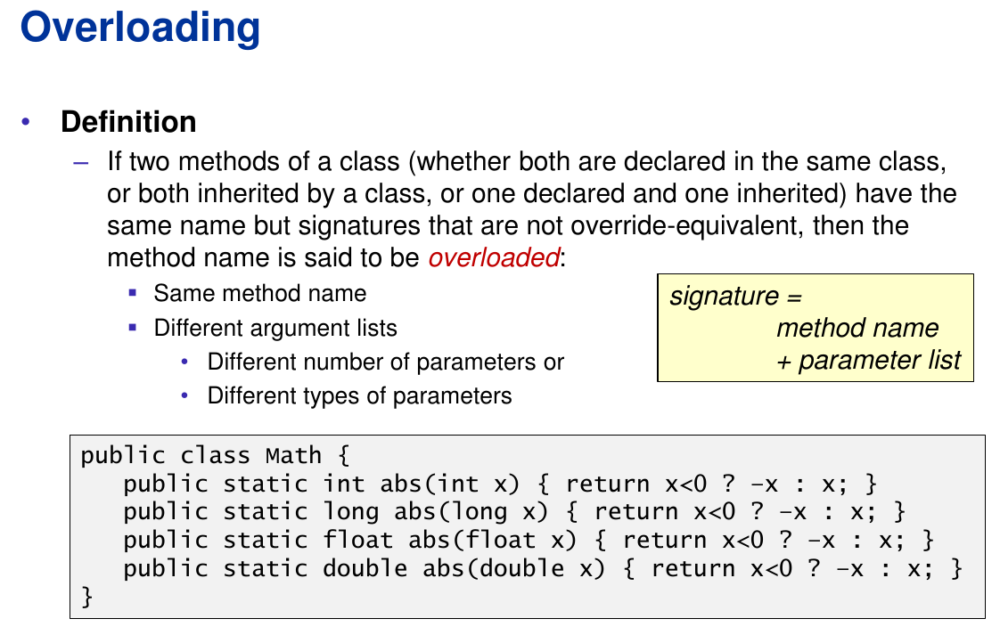 Overloading
• Definition
– If two methods of a class (whether both are declared in the same class,
or both inherited by a class, or one declared and one inherited) have the
same name but signatures that are not override-equivalent, then the
method name is said to be overloaded:
▪ Same method name
▪ Different argument lists
• Different number of parameters or
• Different types of parameters
signature =
method name
+ parameter list
public class Math {
   public static int abs(int x) { return x<0 ? –x : x; }
   public static long abs(long x) { return x<0 ? –x : x; }
   public static float abs(float x) { return x<0 ? –x : x; }
   public static double abs(double x) { return x<0 ? –x : x; }
}